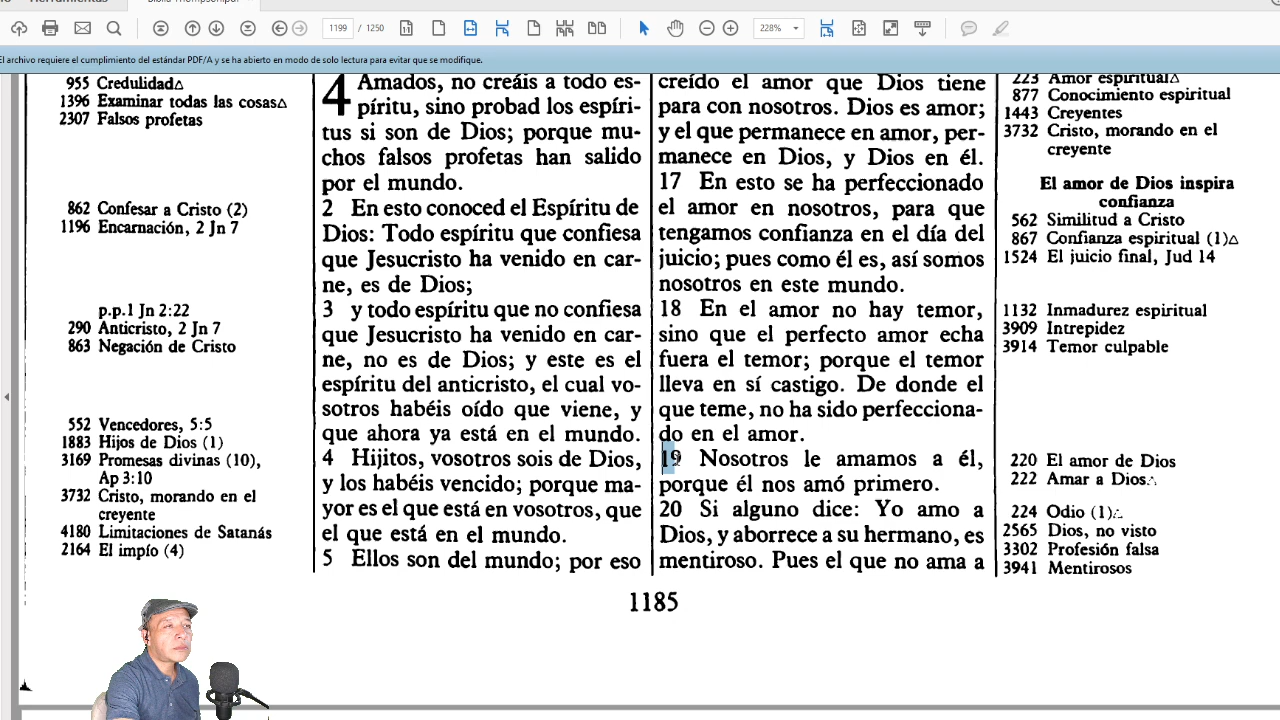 Herramientas
Biblia Thompson.pdf
1199 / 1250
228%
El archivo requiere el cumplimiento del estándar PDF/A y se ha abierto en modo de solo lectura para evitar que se modifique.
955 Credulidad△
1396 Examinar todas las cosas△
2307 Falsos profetas
862 Confesar a Cristo (2)
1196 Encarnación, 2 Jn 7
p.p.1 Jn 2:22
290 Anticristo, 2 Jn 7
863 Negación de Cristo
552 Vencedores, 5:5
1883 Hijos de Dios (1)
3169 Promesas divinas (10),
Ap 3:10
3732 Cristo, morando en el
creyente
4180 Limitaciones de Satanás
2164 El impío (4)
4 Amados, no creáis a todo es-
píritu, sino probad los espíri-
tus si son de Dios; porque mu-
chos falsos profetas han salido
por el mundo.
2 En esto conoced el Espíritu de
Dios: Todo espíritu que confiesa
que Jesucristo ha venido en car-
ne, es de Dios;
3 y todo espíritu que no confiesa
que Jesucristo ha venido en car-
ne, no es de Dios; y este es el
espíritu del anticristo, el cual vo-
sotros habéis oído que viene, y
que ahora ya está en el mundo.
4 Hijitos, vosotros sois de Dios,
y los habéis vencido; porque ma-
yor es el que está en vosotros, que
el que está en el mundo.
5 Ellos son del mundo; por eso
creído el amor que Dios tiene
para con nosotros. Dios es amor;
y el que permanece en amor, per-
manece en Dios, y Dios en él.
17 En esto se ha perfeccionado
el amor en nosotros, para que
tengamos confianza en el día del
juicio; pues como él es, así somos
nosotros en este mundo.
18 En el amor no hay temor,
sino que el perfecto amor echa
fuera el temor; porque el temor
lleva en sí castigo. De donde el
que teme, no ha sido perfecciona-
do en el amor.
19 Nosotros le amamos a él,
porque él nos amó primero.
20 Si alguno dice: Yo amo a
Dios, y aborrece a su hermano, es
mentiroso. Pues el que no ama a
223 Amor espiritual△
877 Conocimiento espiritual
1443 Creyentes
3732 Cristo, morando en el
creyente
El amor de Dios inspira
confianza
562 Similitud a Cristo
867 Confianza espiritual (1)△
1524 El juicio final, Jud 14
1132 Inmadurez espiritual
3909 Intrepidez
3914 Temor culpable
220 El amor de Dios
222 Amar a Dios△
224 Odio (1)△
2565 Dios, no visto
3302 Profesión falsa
3941 Mentirosos
1185